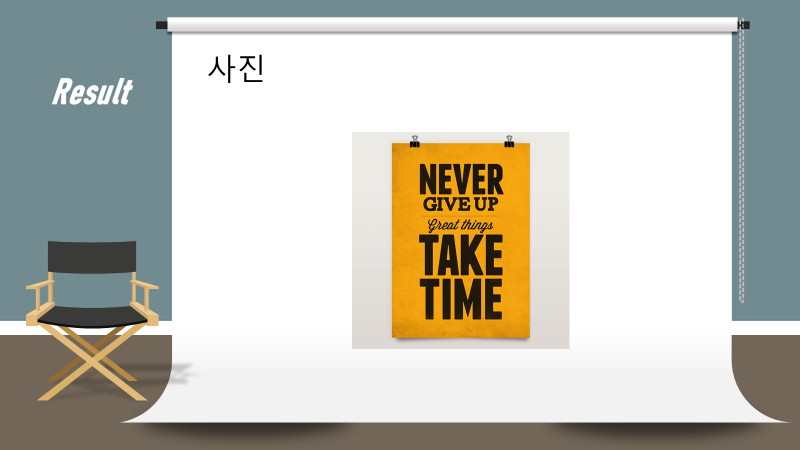 사진
Result
NEVER
GIVE UP
Great things
TAKE
TIME